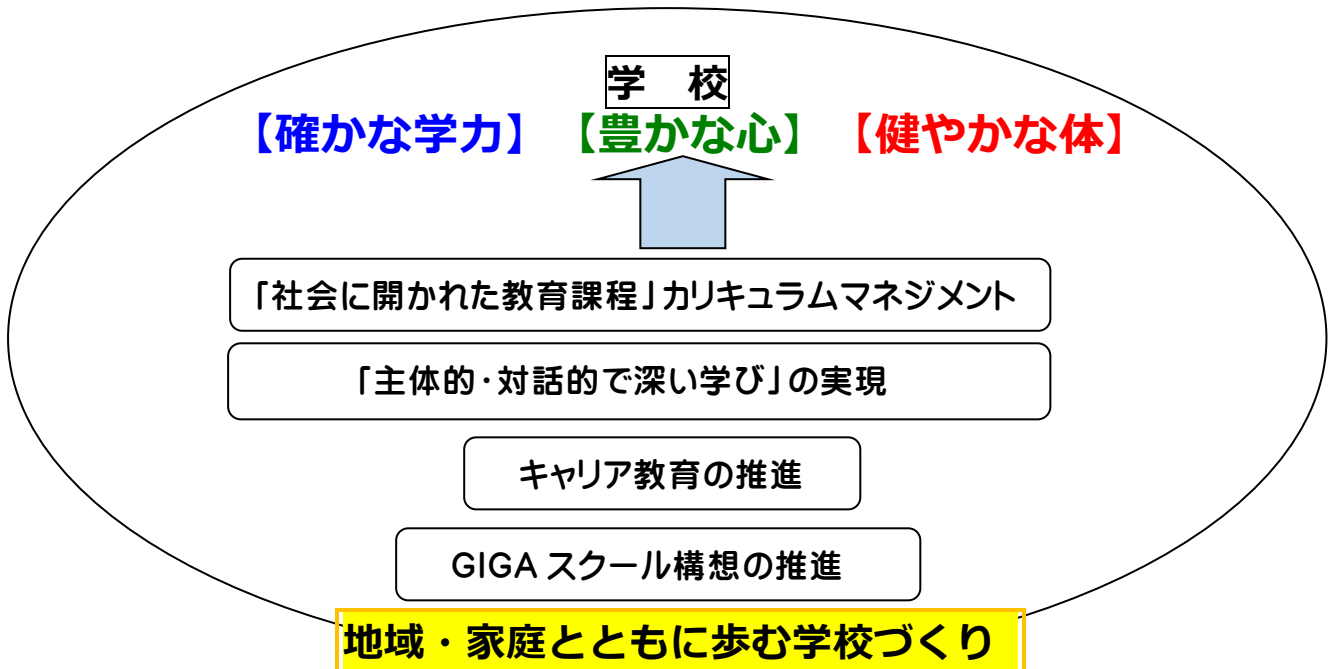 学　校
【確かな学力】【豊かな心】【健やかな体】
「社会に開かれた教育課程」カリキュラムマネジメント
「主体的・対話的で深い学び」の実現
キャリア教育の推進
GIGA スクール構想の推進
地域・家庭とともに歩む学校づくり